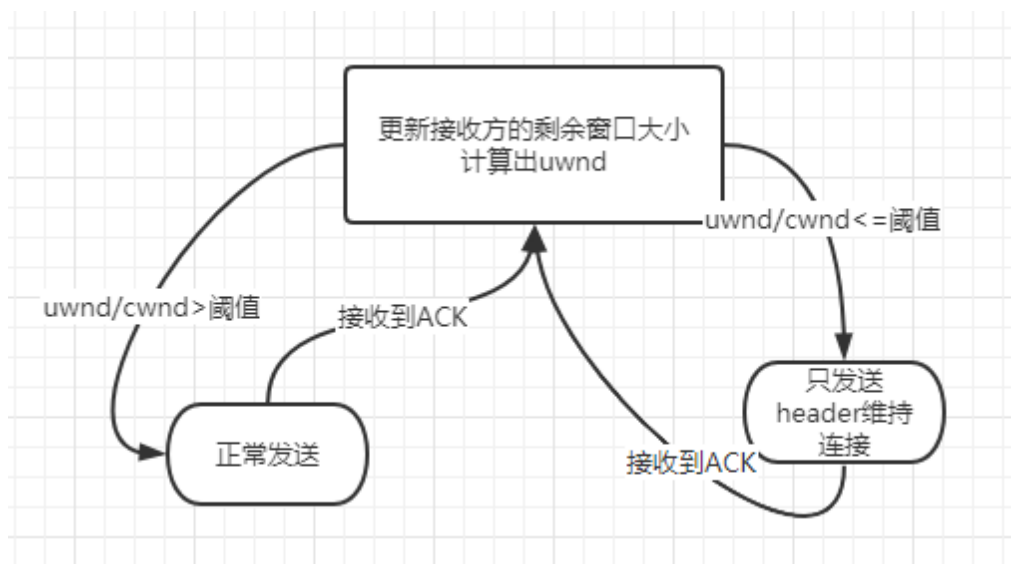 更新接收方的剩余窗口大小
计算出uwnd
uwnd/cwnd<=阈值
uwnd/cwnd>阈值
接收到ACK
只发送
header维持
连接
正常发送
接收到ACK